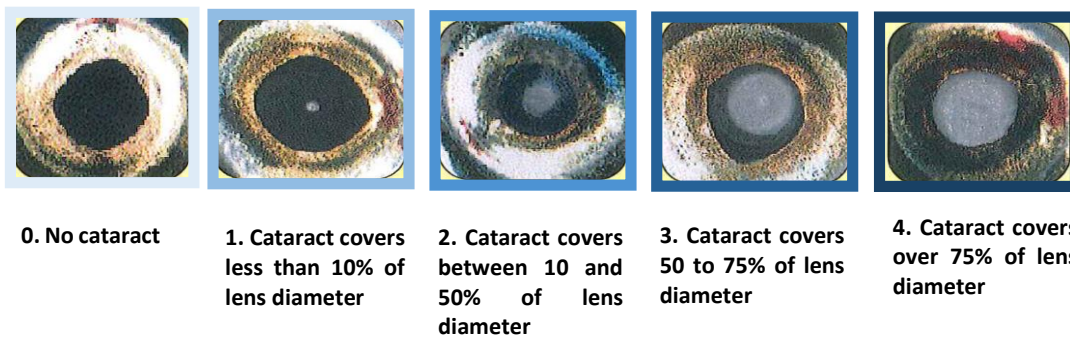 0. No cataract
1. Cataract covers
less than 10% of
lens diameter
2. Cataract covers
between 10 and
50% of lens
diameter
3. Cataract covers
50 to 75% of lens
diameter
4. Cataract covers
over 75% of lens
diameter